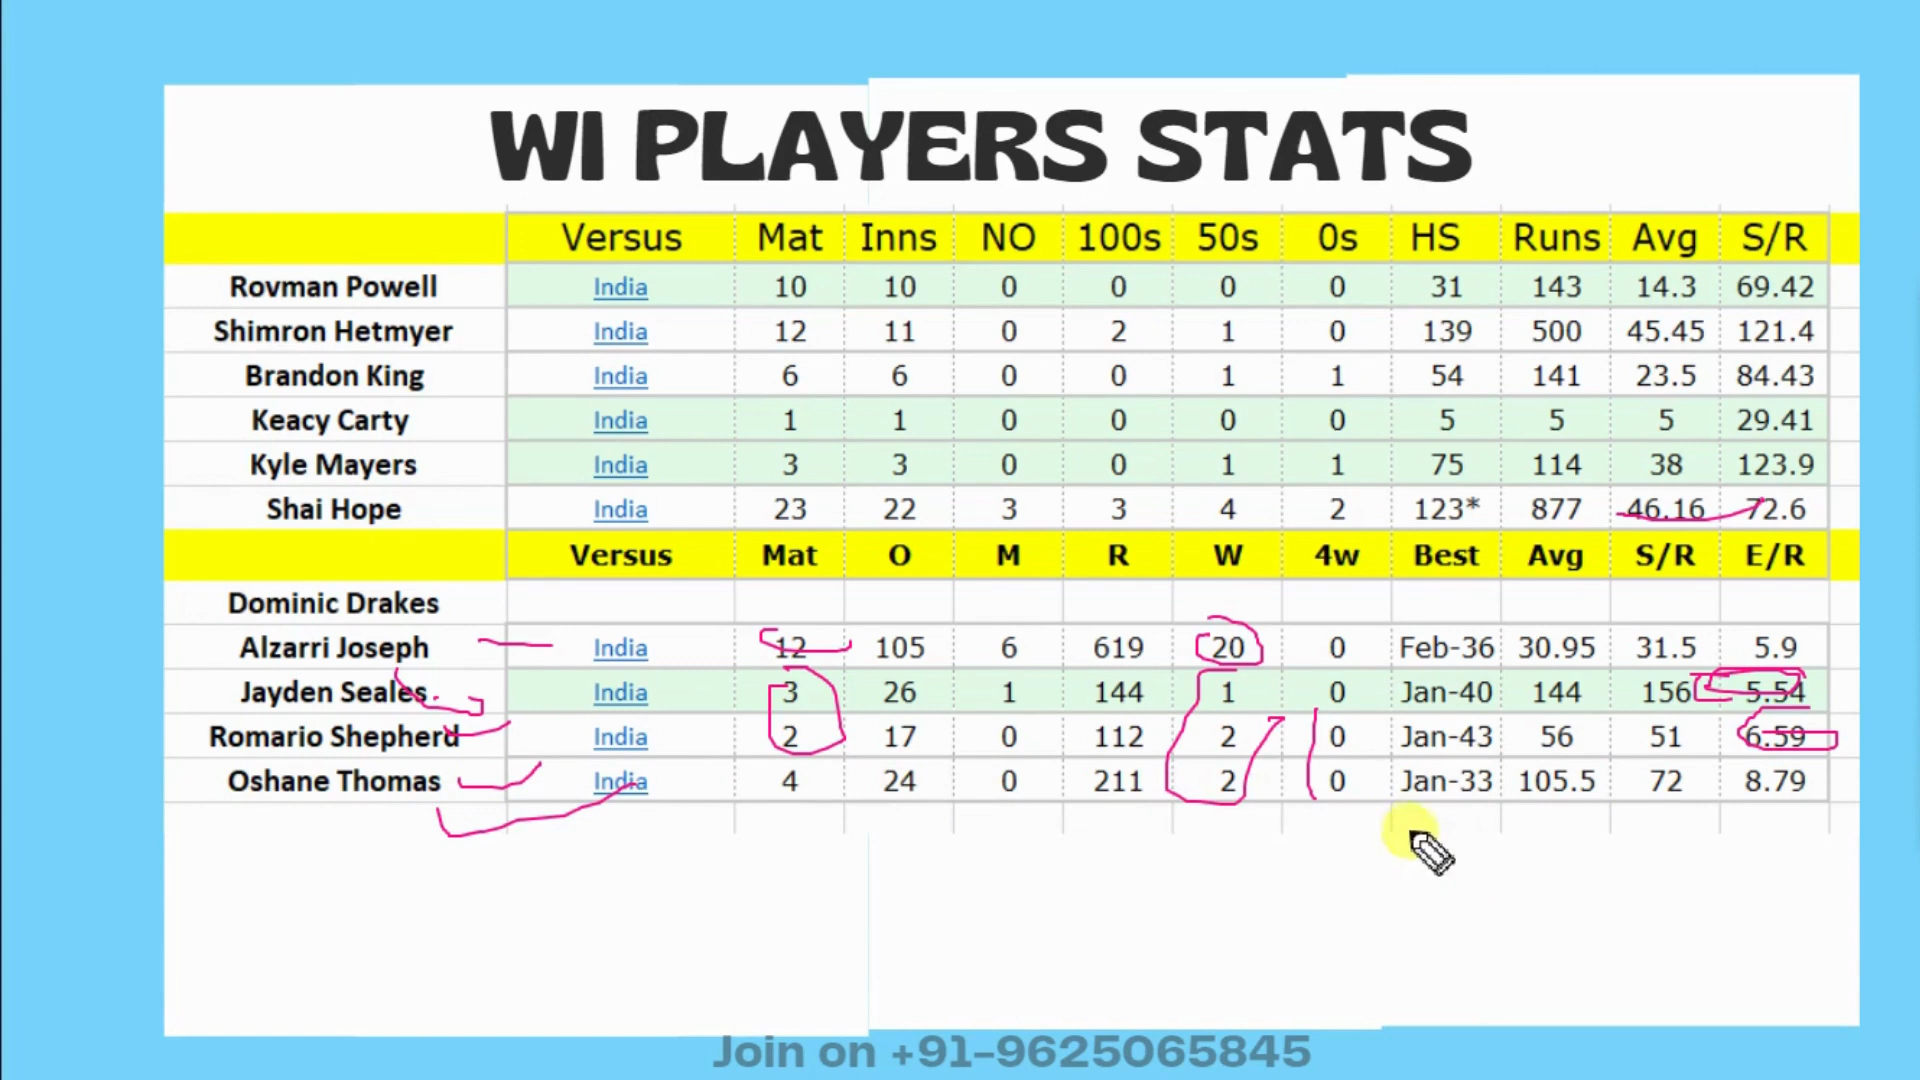 WI PLAYERS STATS
Versus Mat Inns NO 100s 50s 0s HS Runs Avg S/R
Rovman Powell India 10 10 0 0 0 0 31 143 14.3 69.42
Shimron Hetmyer India 12 11 0 2 1 0 139 500 45.45 121.4
Brandon King India 6 6 0 0 1 1 54 141 23.5 84.43
Keacy Carty India 1 1 0 0 0 0 5 5 5 29.41
Kyle Mayers India 3 3 0 0 1 1 75 114 38 123.9
Shai Hope India 23 22 3 3 4 2 123* 877 46.16 72.6
Versus Mat O M R W 4w Best Avg S/R E/R
Dominic Drakes
Alzarri Joseph India 12 105 6 619 20 0 Feb-36 30.95 31.5 5.9
Jayden Seales India 3 26 1 144 1 0 Jan-40 144 156 5.54
Romario Shepherd India 2 17 0 112 2 0 Jan-43 56 51 6.59
Oshane Thomas India 4 24 0 211 2 0 Jan-33 105.5 72 8.79
Join on +91-9625065845